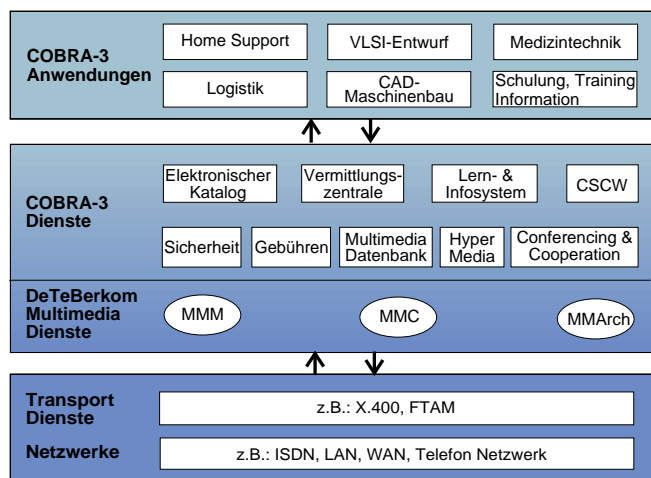 COBRA-3
Anwendungen
Home Support
VLSI-Entwurf
Medizintechnik
Logistik
CAD-
Maschinenbau
Schulung, Training
Information
COBRA-3
Dienste
Elektronischer
Katalog
Vermittlungs-
zentrale
Lern- &
Infosystem
CSCW
Sicherheit
Gebühren
Multimedia
Datenbank
Hyper
Media
Conferencing &
Cooperation
DeTeBerkom
Multimedia
Dienste
MMM
MMC
MMArch
Transport
Dienste
z.B.: X.400, FTAM
Netzwerke
z.B.: ISDN, LAN, WAN, Telefon Netzwerk